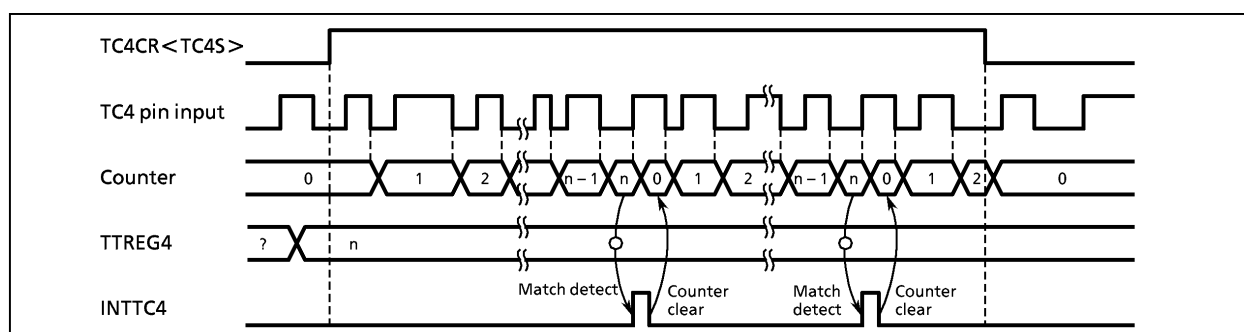 TC4CR<TC4S>
TC4 pin input
Counter 0 1 2 n – 1 n 0 1 2 n – 1 n 0 1 2 0
TTREG4 ? n
Match detect Counter clear Match detect Counter clear
INTTC4